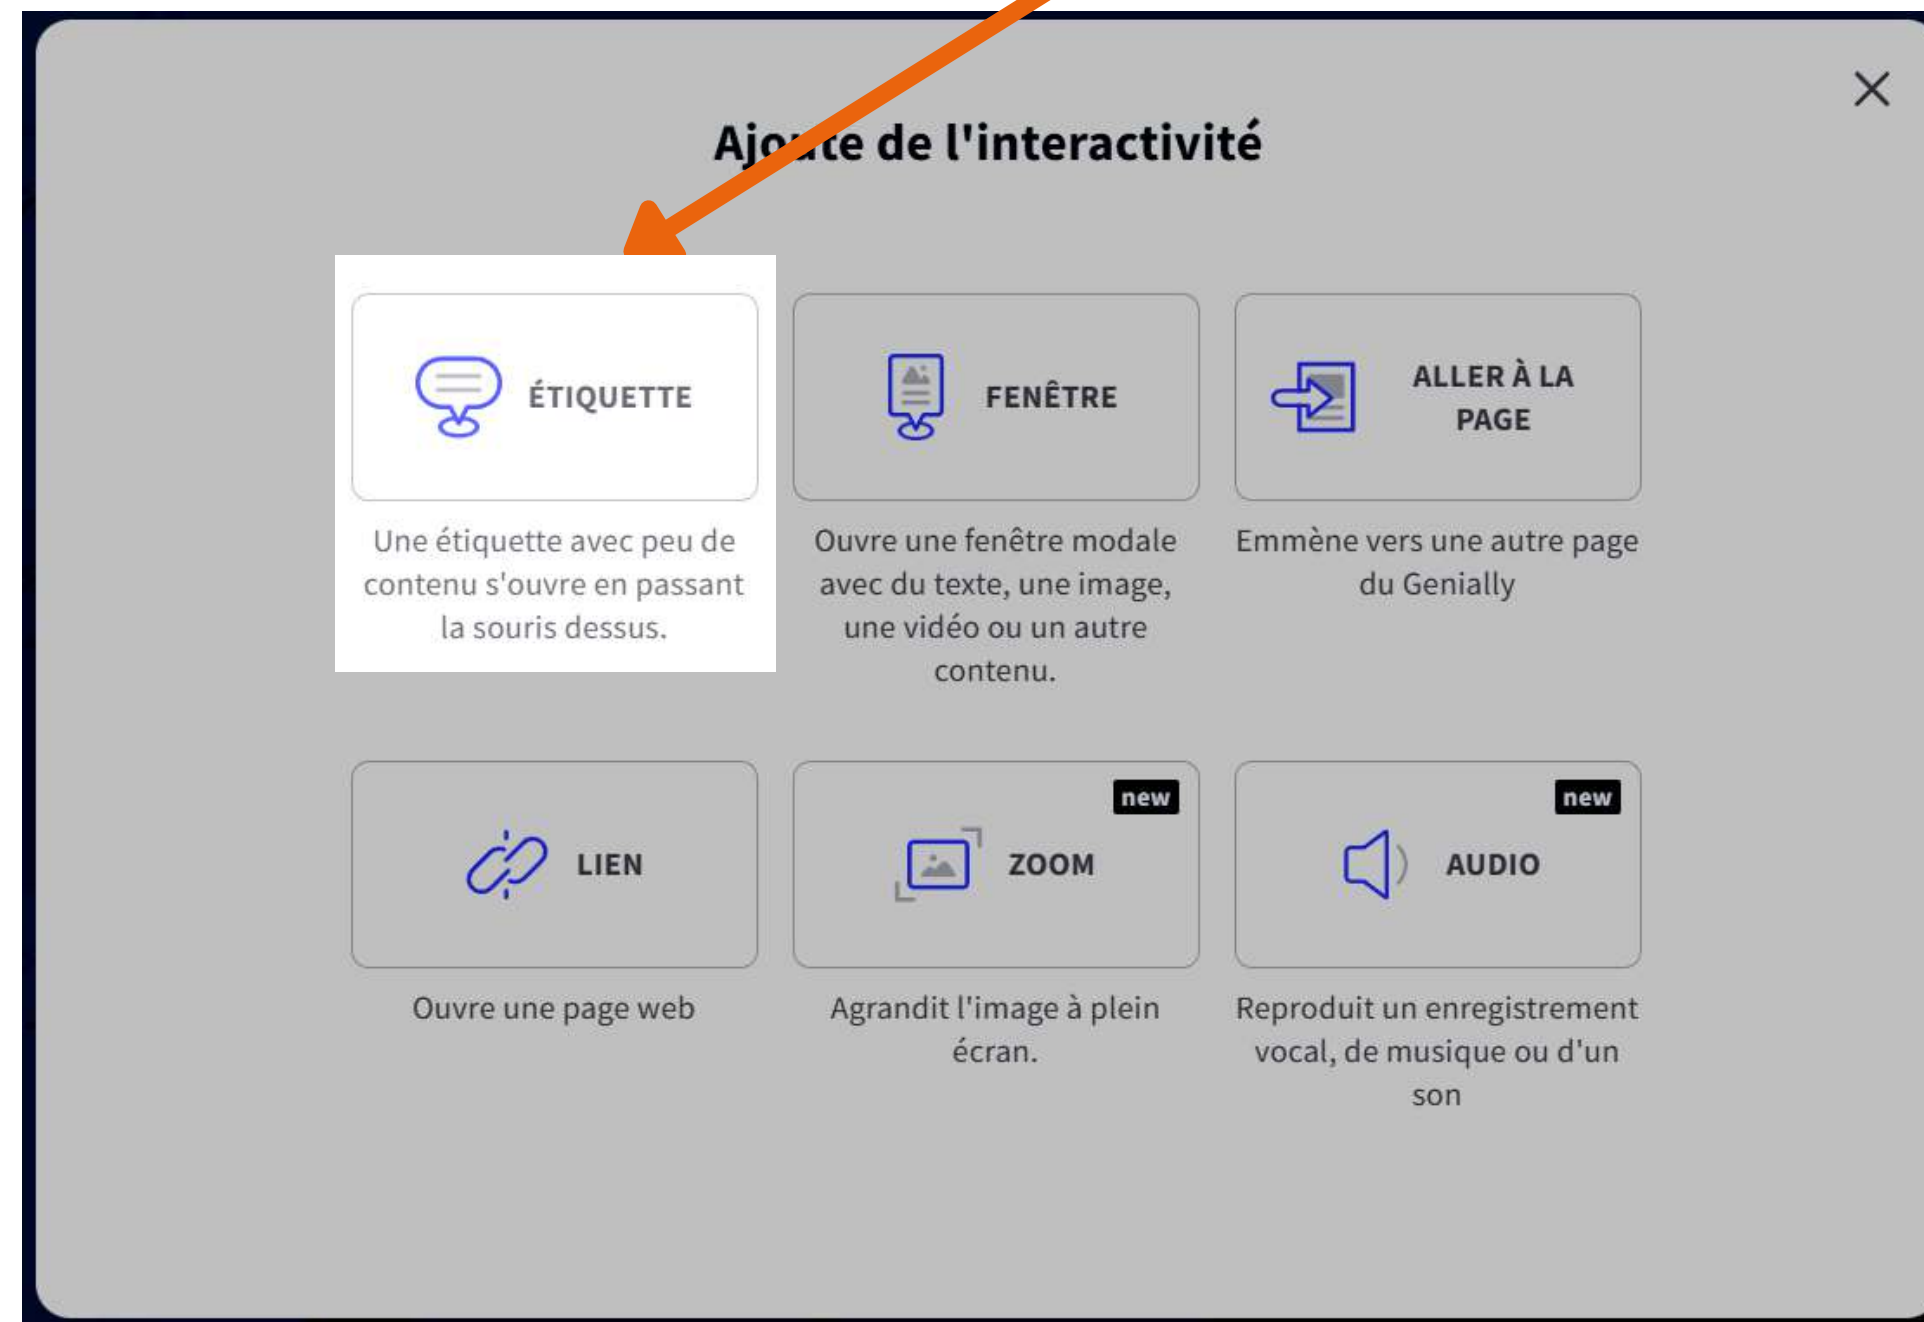 Ajoute de l'interactivité
ÉTIQUETTE
Une étiquette avec peu de
contenu s'ouvre en passant
la souris dessus.
FENÊTRE
Ouvre une fenêtre modale
avec du texte, une image,
une vidéo ou un autre
contenu.
ALLER À LA
PAGE
Emmène vers une autre page
du Genially
LIEN
Ouvre une page web
new
ZOOM
Agrandit l'image à plein
écran.
new
AUDIO
Reproduit un enregistrement
vocal, de musique ou d'un
son